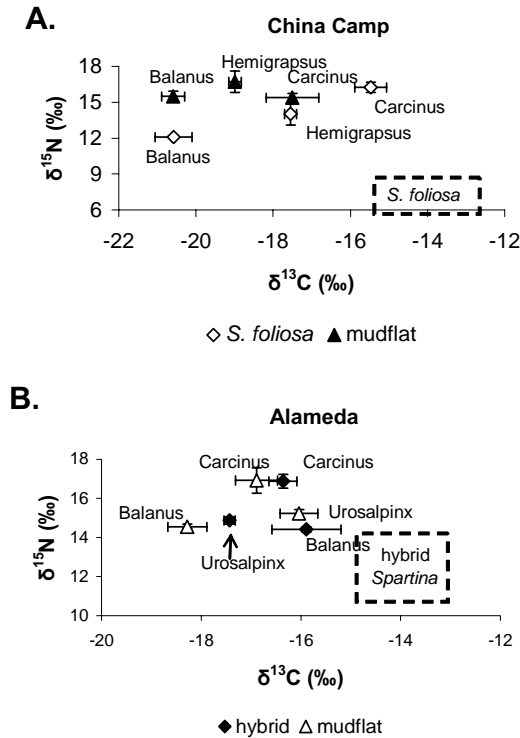 A.
China Camp
Hemigrapsus
Balanus
Carcinus
Carcinus
Hemigrapsus
Balanus
S. foliosa
18
15
12
9
6
δ¹⁵N (‰)
-22 -20 -18 -16 -14 -12
δ¹³C (‰)
S. foliosa mudflat
B.
Alameda
Carcinus Carcinus
Balanus
Urosalpinx
Balanus
Urosalpinx
hybrid
Spartina
18
16
14
12
10
δ¹⁵N (‰)
-20 -18 -16 -14 -12
δ¹³C (‰)
hybrid mudflat